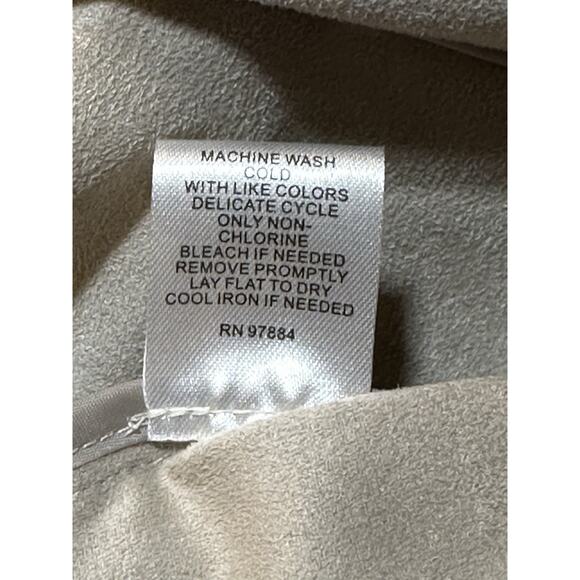 MACHINE WASH
COLD
WITH LIKE COLORS
DELICATE CYCLE
ONLY NON-
CHLORINE
BLEACH IF NEEDED
REMOVE PROMPTLY
LAY FLAT TO DRY
COOL IRON IF NEEDED
RN 97884